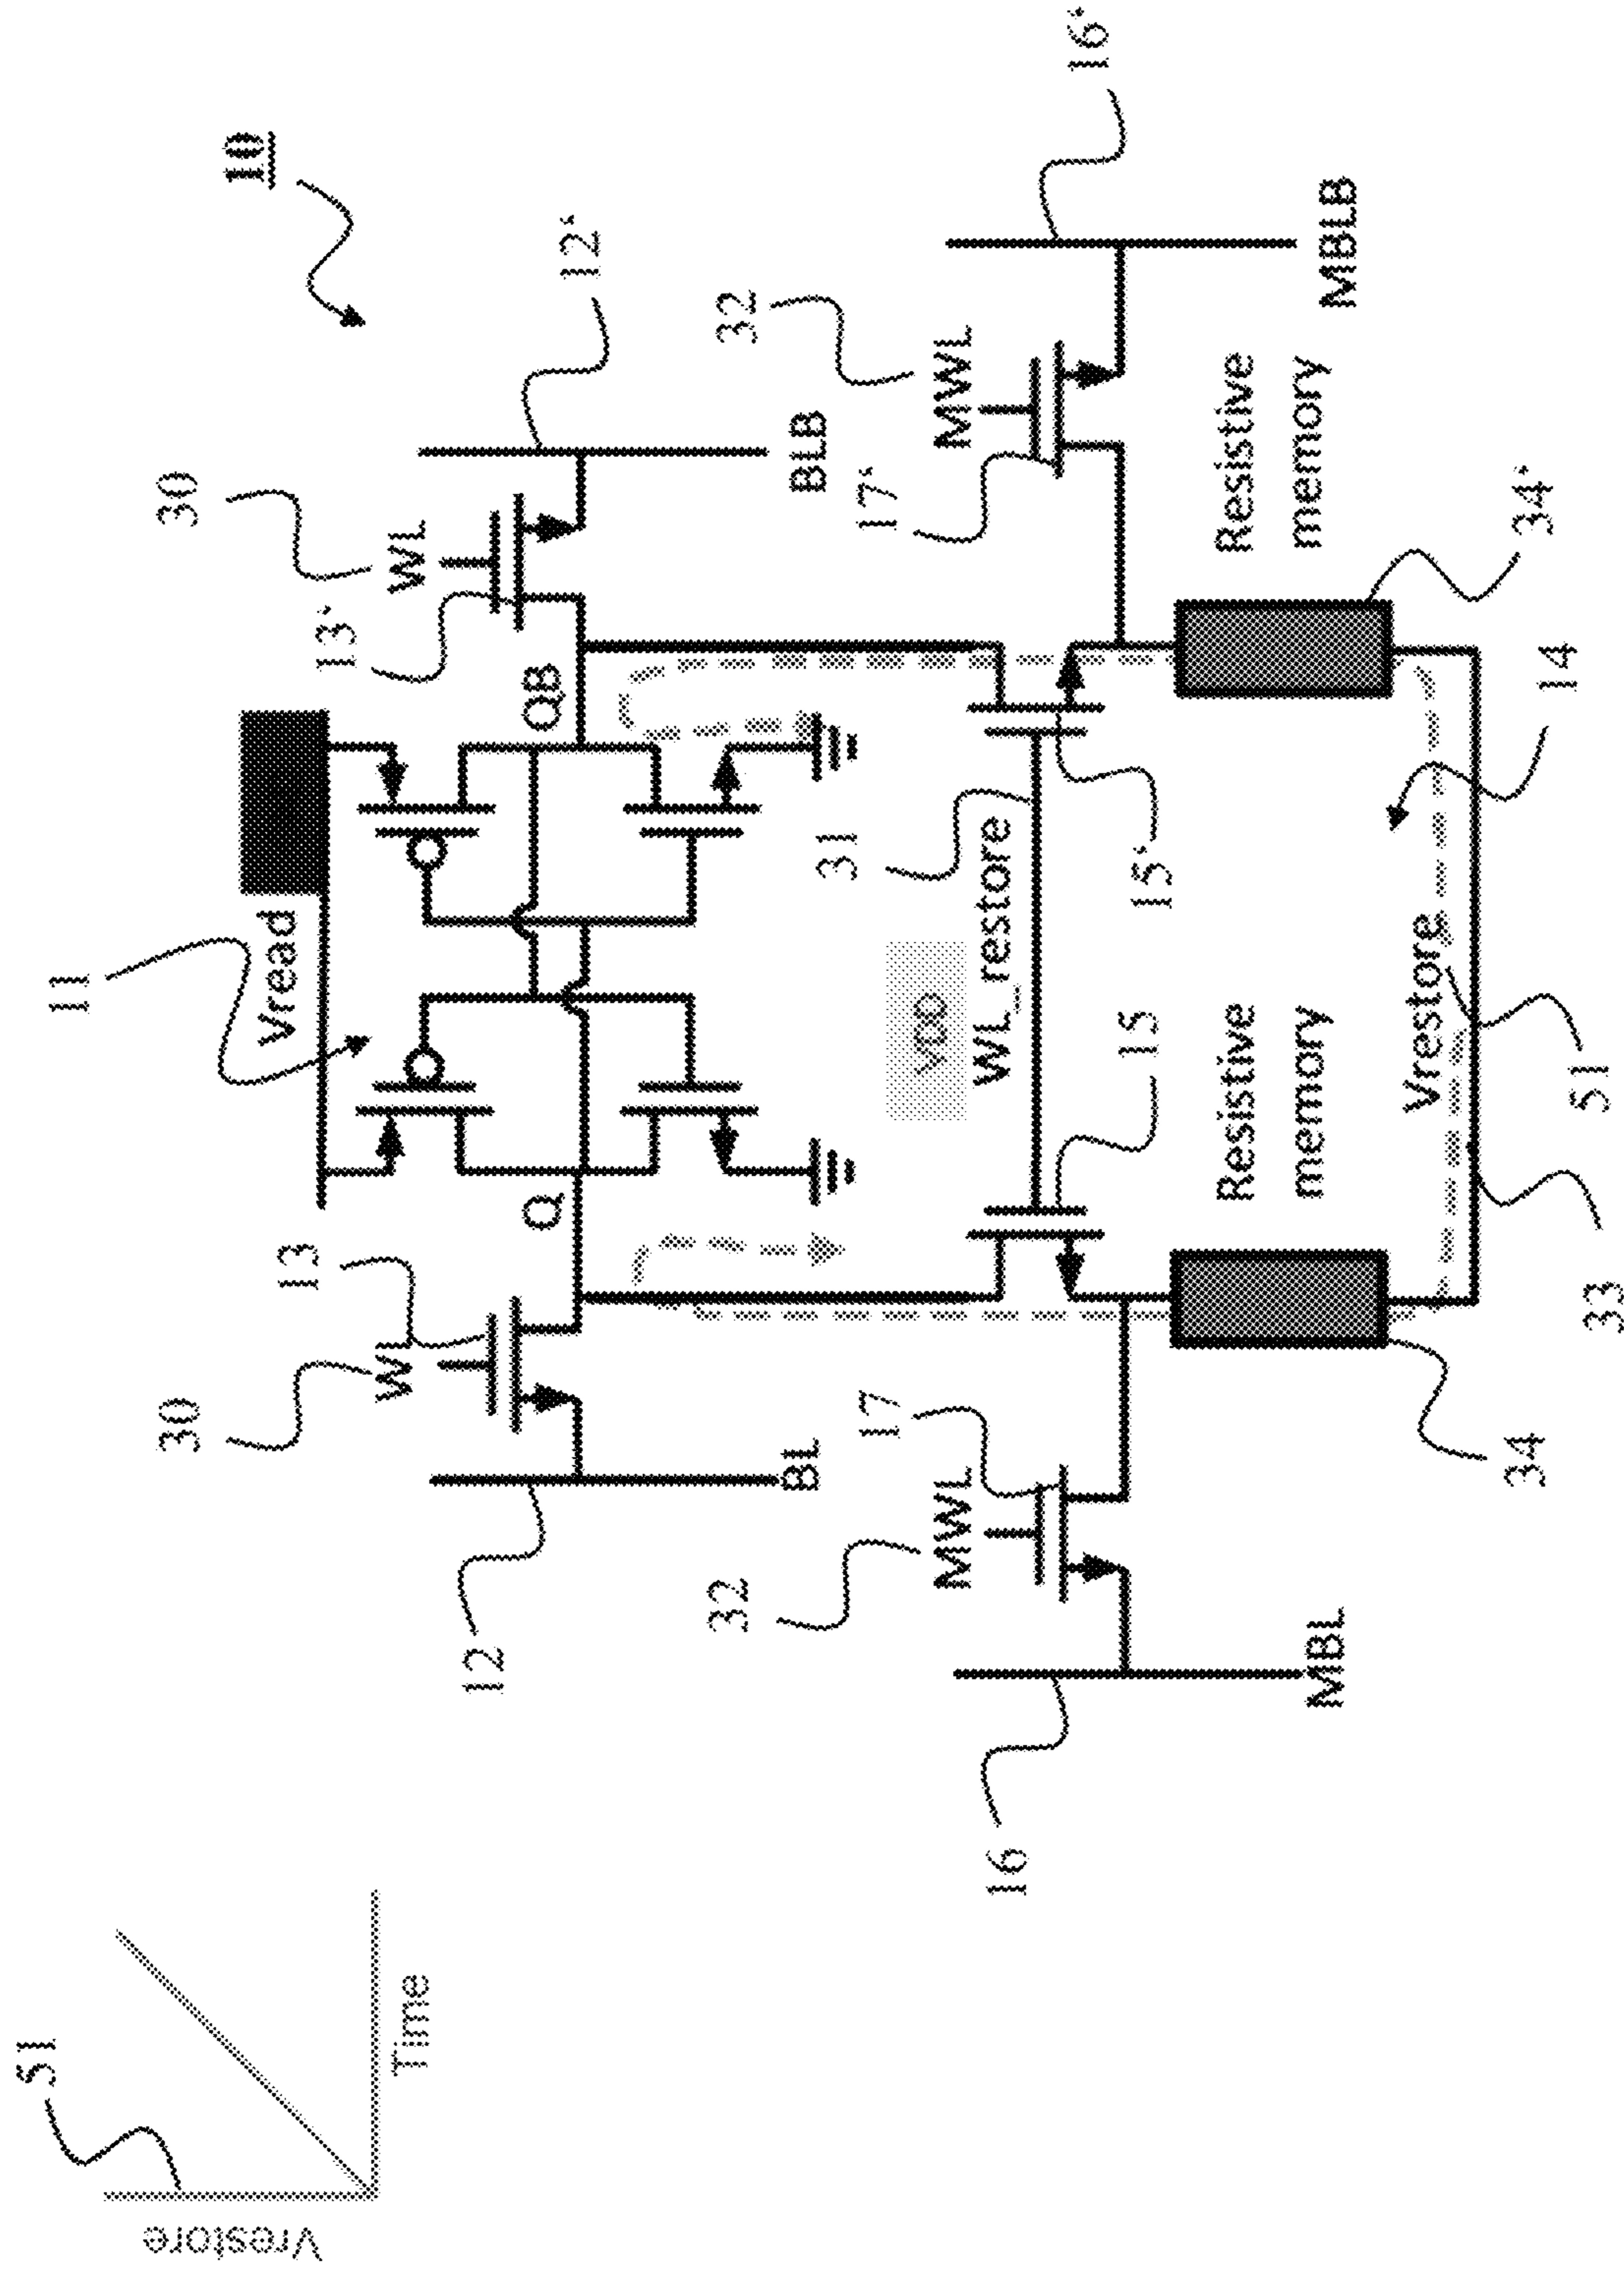 51
Vrestore
Time
10
11
Vread
30
WL
13
12
BL
Q
QB
30
WL
13'
12'
BLB
VDD
WL_restore
31
15
15'
32
MWL
17
16
MBL
32
MWL
17'
16'
MBLB
Resistive
memory
Resistive
memory
34
34'
Vrestore
14
33
51